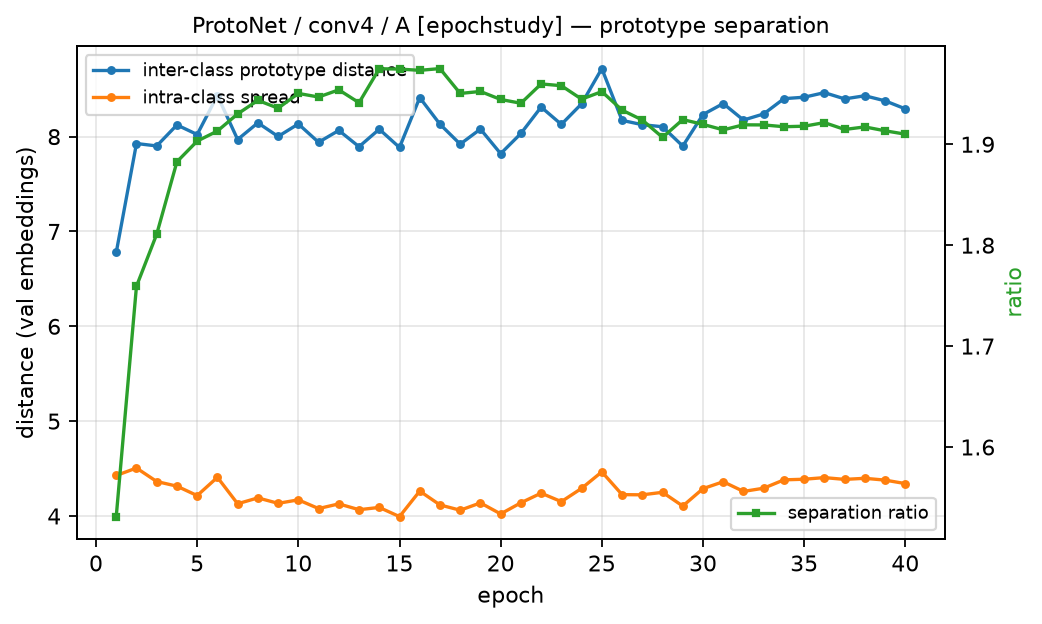 ProtoNet / conv4 / A [epochstudy] — prototype separation
inter-class prototype distance
intra-class spread
separation ratio
distance (val embeddings)
8
7
6
5
4
ratio
1.9
1.8
1.7
1.6
0 5 10 15 20 25 30 35 40
epoch